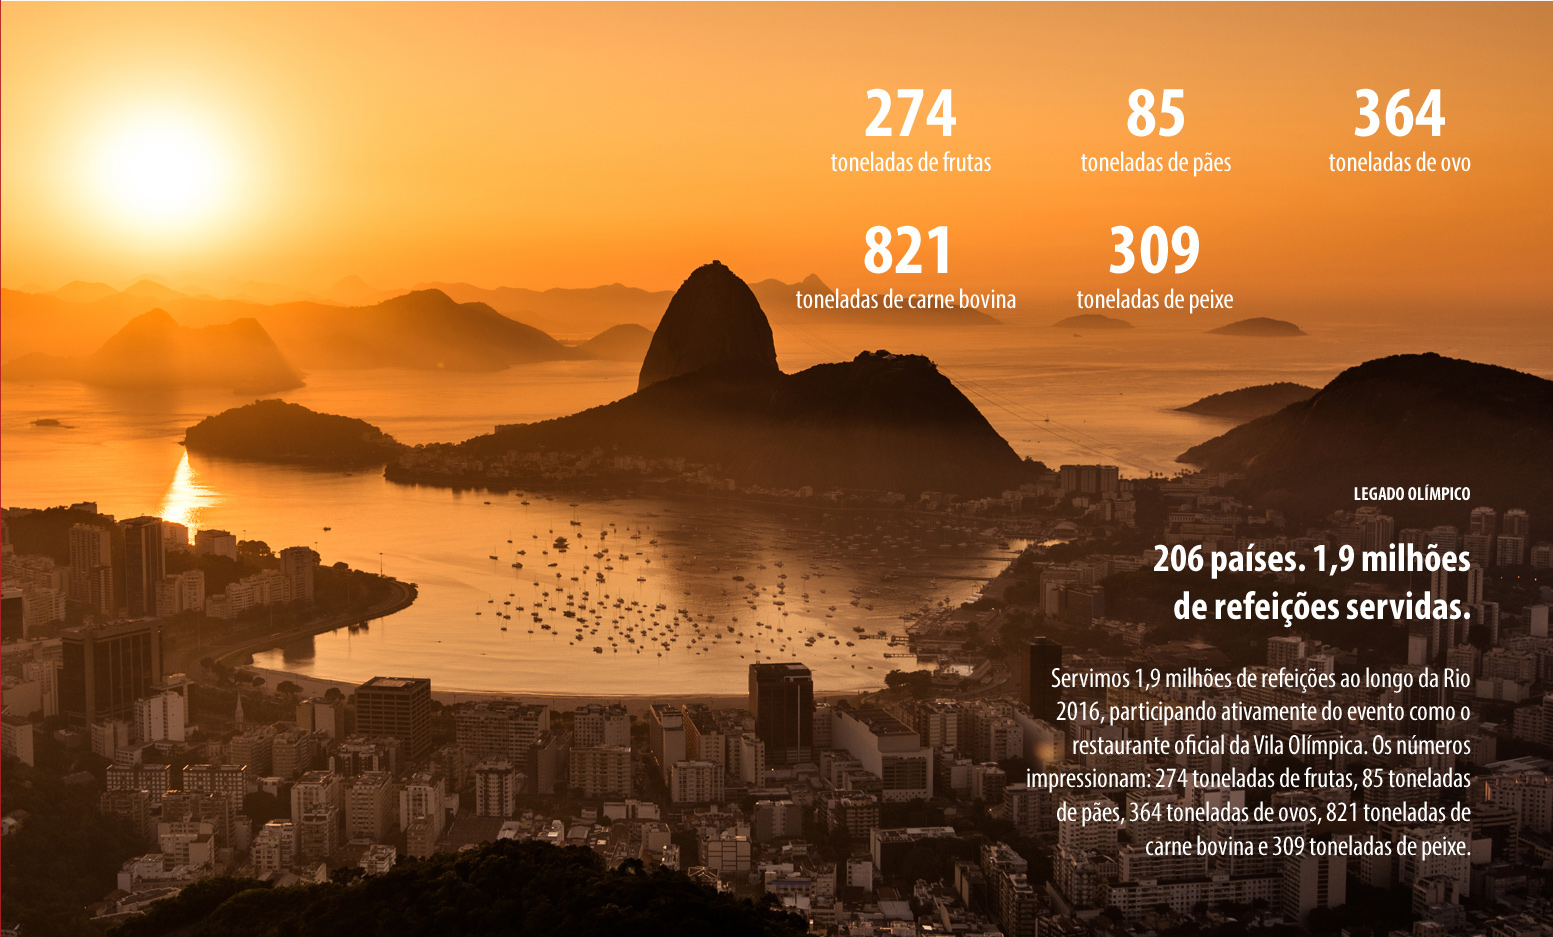 274
toneladas de frutas
85
toneladas de pães
364
toneladas de ovo
821
toneladas de carne bovina
309
toneladas de peixe
LEGADO OLÍMPICO
206 países. 1,9 milhões
de refeições servidas.
Servimos 1,9 milhões de refeições ao longo da Rio
2016, participando ativamente do evento como o
restaurante oficial da Vila Olímpica. Os números
impressionam: 274 toneladas de frutas, 85 toneladas
de pães, 364 toneladas de ovos, 821 toneladas de
carne bovina e 309 toneladas de peixe.